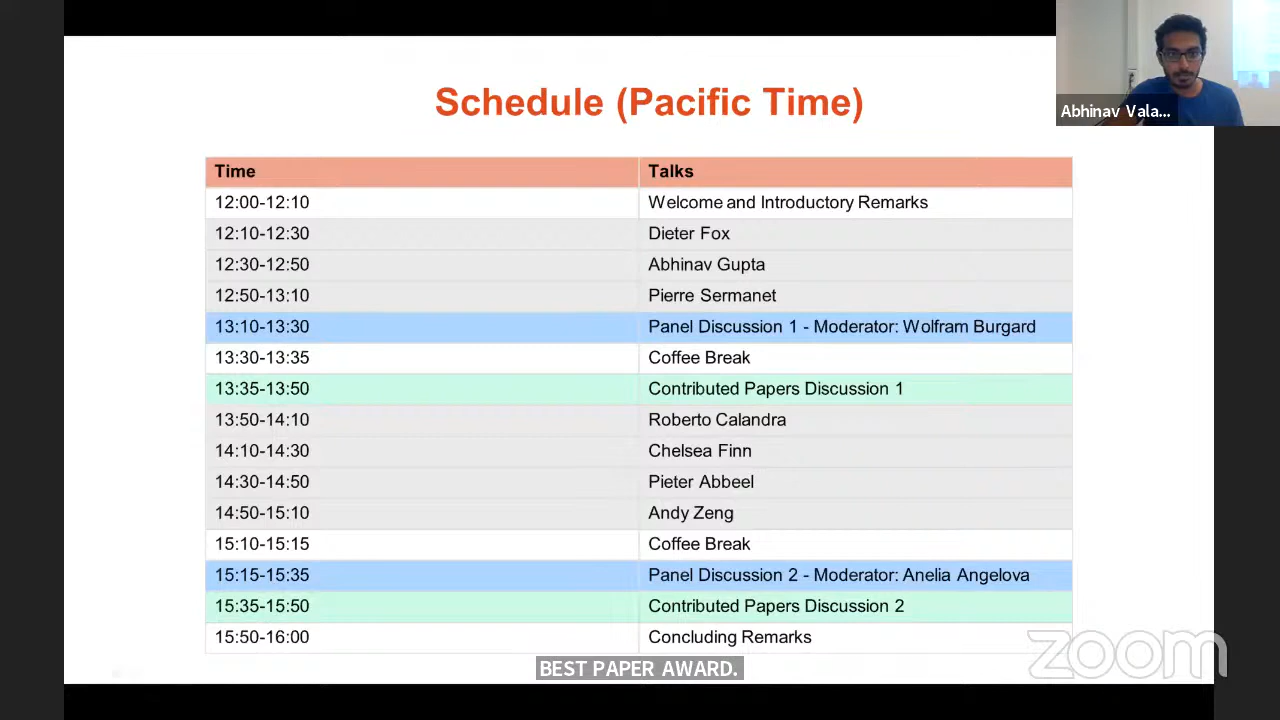 Schedule (Pacific Time)
Abhinav Vala...
Time Talks
12:00-12:10 Welcome and Introductory Remarks
12:10-12:30 Dieter Fox
12:30-12:50 Abhinav Gupta
12:50-13:10 Pierre Sermanet
13:10-13:30 Panel Discussion 1 - Moderator: Wolfram Burgard
13:30-13:35 Coffee Break
13:35-13:50 Contributed Papers Discussion 1
13:50-14:10 Roberto Calandra
14:10-14:30 Chelsea Finn
14:30-14:50 Pieter Abbeel
14:50-15:10 Andy Zeng
15:10-15:15 Coffee Break
15:15-15:35 Panel Discussion 2 - Moderator: Anelia Angelova
15:35-15:50 Contributed Papers Discussion 2
15:50-16:00 Concluding Remarks
zoom
BEST PAPER AWARD.